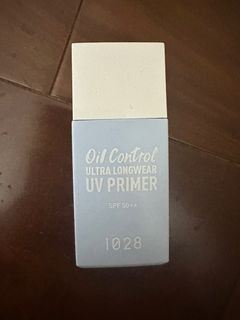 Oil Control
ULTRA LONGWEAR
UV PRIMER
SPF50++
1028